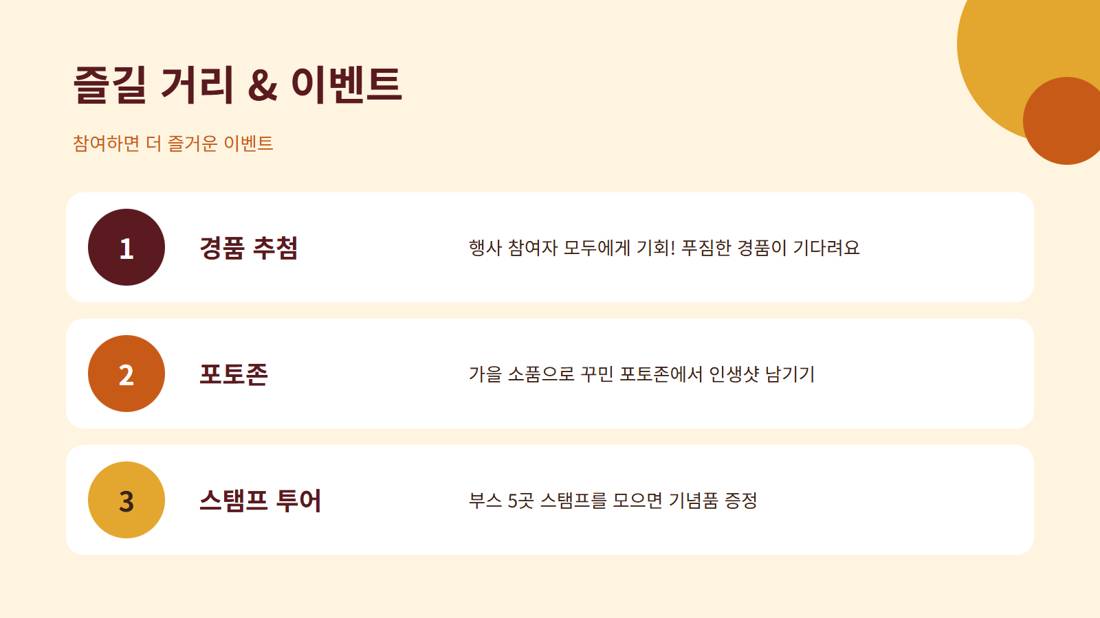 즐길 거리 & 이벤트
참여하면 더 즐거운 이벤트
1 경품 추첨 행사 참여자 모두에게 기회! 푸짐한 경품이 기다려요
2 포토존 가을 소품으로 꾸민 포토존에서 인생샷 남기기
3 스탬프 투어 부스 5곳 스탬프를 모으면 기념품 증정